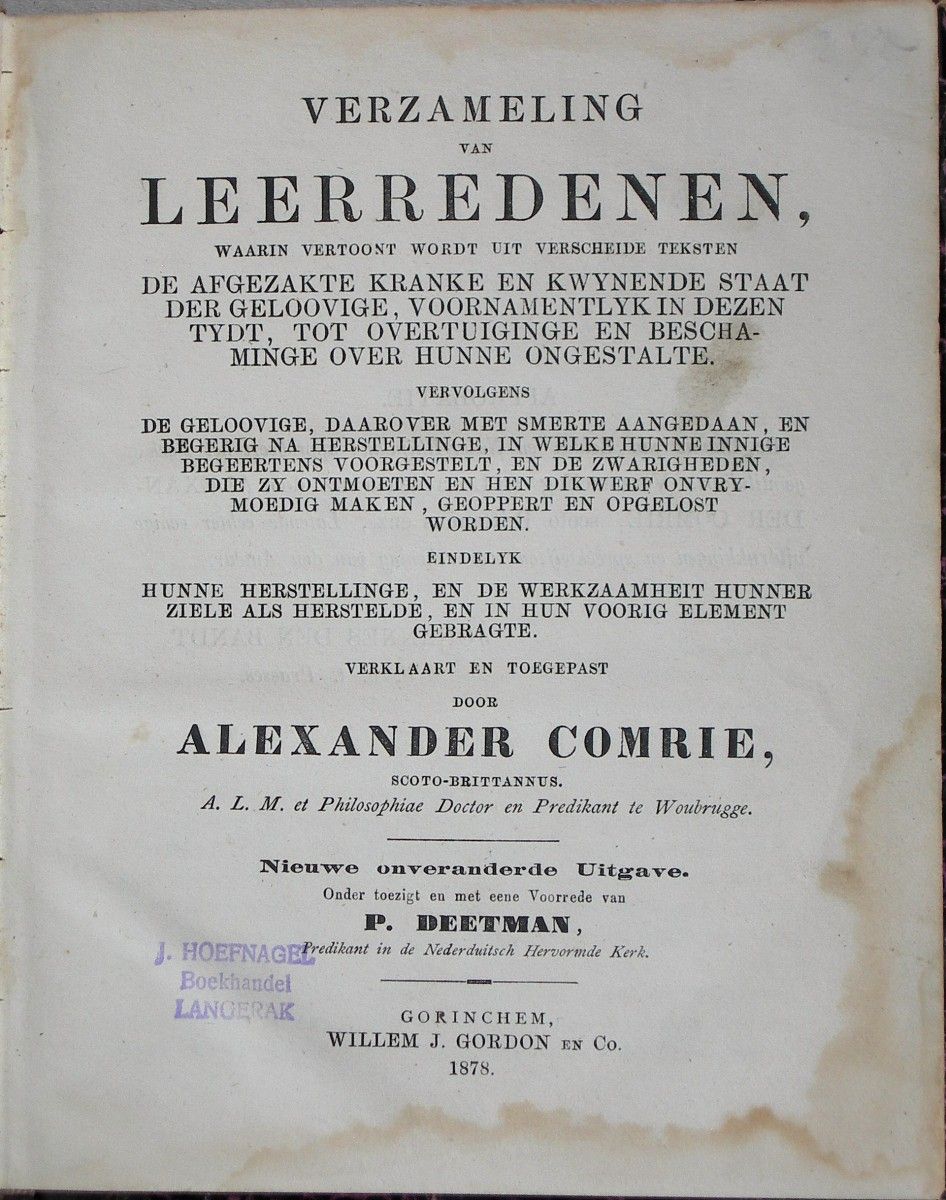 VERZAMELING
VAN
LEERREDENEN,
WAARIN VERTOONT WORDT UIT VERSCHEIDE TEKSTEN
DE AFGEZAKTE KRANKE EN KWYNENDE STAAT
DER GELOOVIGE, VOORNAMENTLYK IN DEZEN
TYDT, TOT OVERTUIGINGE EN BESCHA-
MINGE OVER HUNNE ONGESTALTE.
VERVOLGENS
DE GELOOVIGE, DAAROVER MET SMERTE AANGEDAAN, EN
BEGERIG NA HERSTELLINGE, IN WELKE HUNNE INNIGE
BEGEERTENS VOORGESTELT, EN DE ZWARIGHEDEN,
DIE ZY ONTMOETEN EN HEN DIKWERF ONVRY-
MOEDIG MAKEN, GEOPPERT EN OPGELOST
WORDEN.
EINDELYK
HUNNE HERSTELLINGE, EN DE WERKZAAMHEIT HUNNER
ZIELE ALS HERSTELDE, EN IN HUN VOORIG ELEMENT
GEBRAGTE.
VERKLAART EN TOEGEPAST
DOOR
ALEXANDER COMRIE,
SCOTO-BRITTANNUS.
A. L. M. et Philosophiae Doctor en Predikant te Woubrugge.
Nieuwe onveranderde Uitgave.
Onder toezigt en met eene Voorrede van
P. DEETMAN,
Predikant in de Nederduitsch Hervormde Kerk.
J. HOEFNAGEL
Boekhandel
LANGERAK
GORINCHEM,
WILLEM J. GORDON EN Co.
1878.